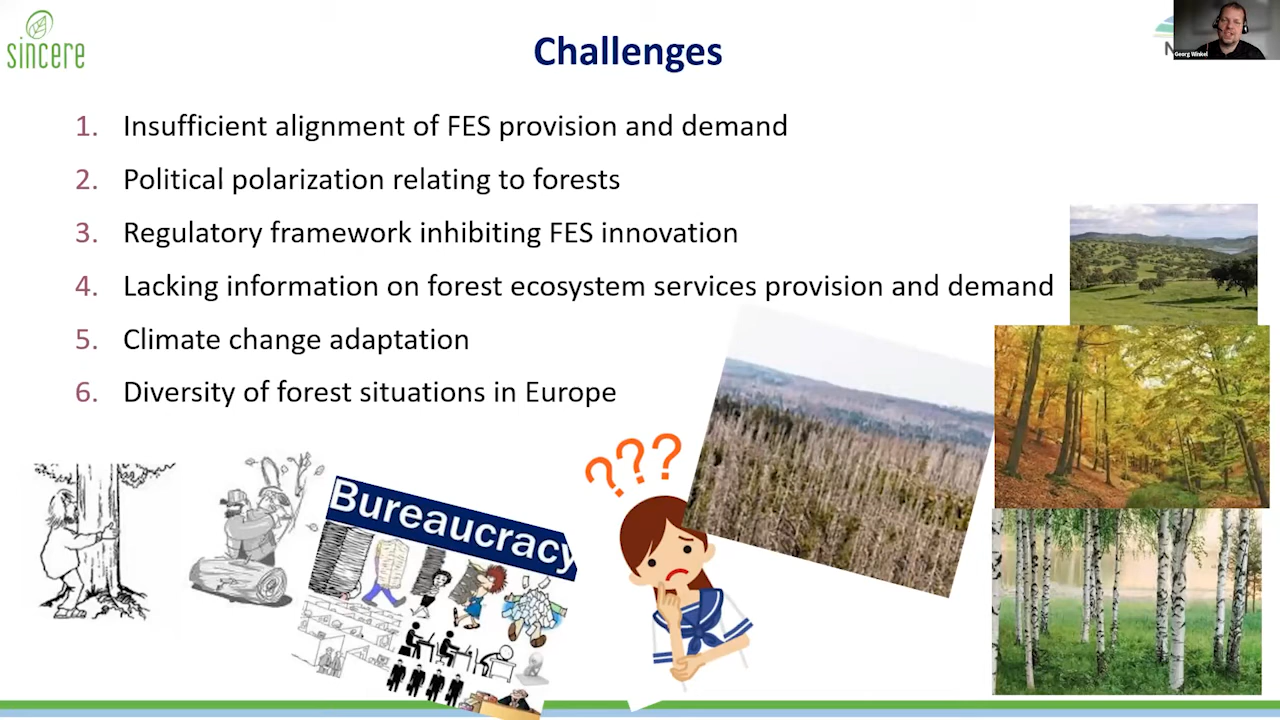 sincere
Challenges
Georg Winkel
1. Insufficient alignment of FES provision and demand
2. Political polarization relating to forests
3. Regulatory framework inhibiting FES innovation
4. Lacking information on forest ecosystem services provision and demand
5. Climate change adaptation
6. Diversity of forest situations in Europe
???
Bureaucracy